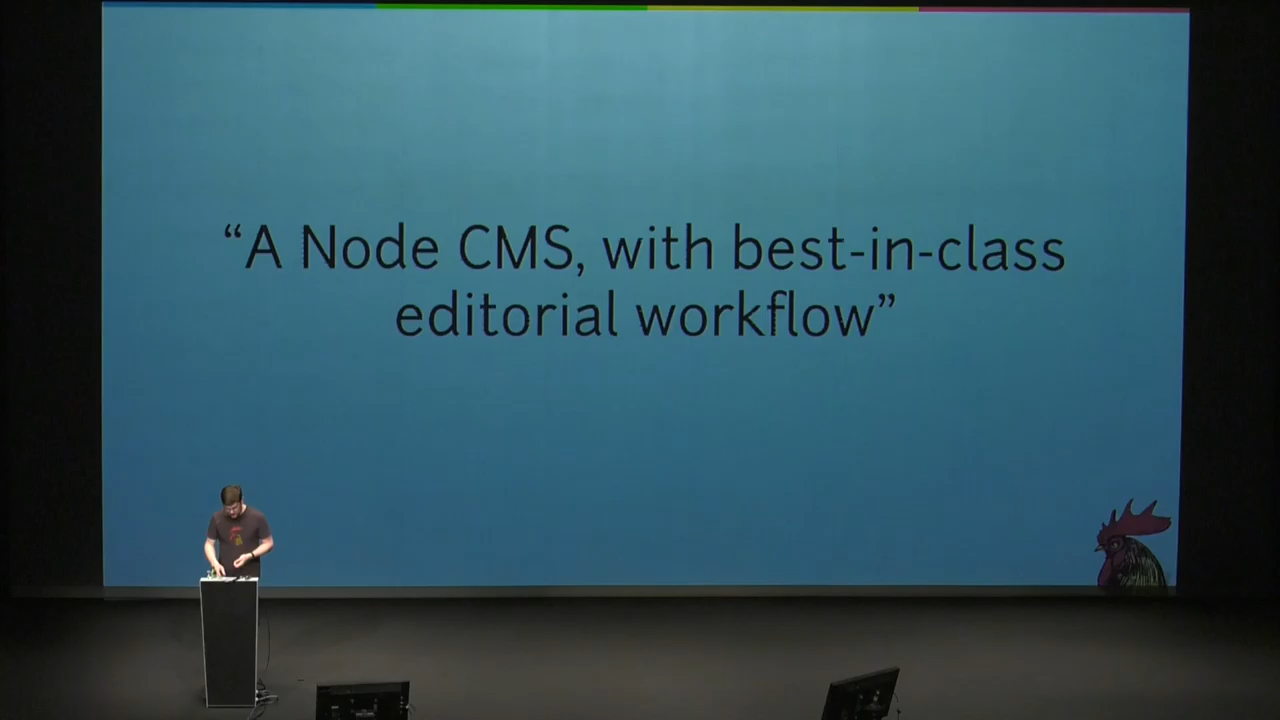 “A Node CMS, with best-in-class
editorial workflow”